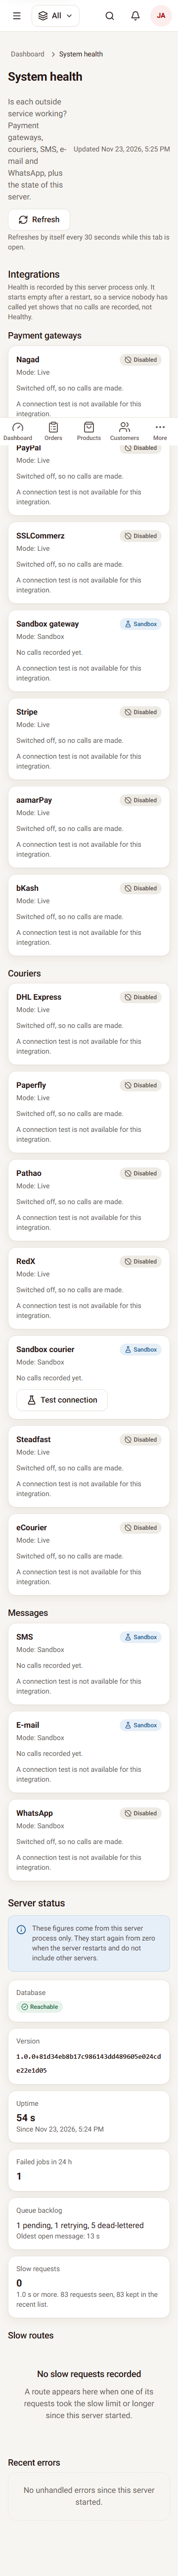 All
JA
Dashboard > System health
System health
Is each outside
service working?
Payment
gateways,
couriers, SMS, e-
mail and
WhatsApp, plus
the state of this
server.
Updated Nov 23, 2026, 5:25 PM
Refresh
Refreshes by itself every 30 seconds while this tab is
open.
Integrations
Health is recorded by this server process only. It
starts empty after a restart, so a service nobody has
called yet shows that no calls are recorded, not
Healthy.
Payment gateways
Nagad
Disabled
Mode: Live
Switched off, so no calls are made.
A connection test is not available for this
integration.
Dashboard
Orders
Products
Customers
More
PayPal
Disabled
Mode: Live
Switched off, so no calls are made.
A connection test is not available for this
integration.
SSLCommerz
Disabled
Mode: Live
Switched off, so no calls are made.
A connection test is not available for this
integration.
Sandbox gateway
Sandbox
Mode: Sandbox
No calls recorded yet.
A connection test is not available for this
integration.
Stripe
Disabled
Mode: Live
Switched off, so no calls are made.
A connection test is not available for this
integration.
aamarPay
Disabled
Mode: Live
Switched off, so no calls are made.
A connection test is not available for this
integration.
bKash
Disabled
Mode: Live
Switched off, so no calls are made.
A connection test is not available for this
integration.
Couriers
DHL Express
Disabled
Mode: Live
Switched off, so no calls are made.
A connection test is not available for this
integration.
Paperfly
Disabled
Mode: Live
Switched off, so no calls are made.
A connection test is not available for this
integration.
Pathao
Disabled
Mode: Live
Switched off, so no calls are made.
A connection test is not available for this
integration.
RedX
Disabled
Mode: Live
Switched off, so no calls are made.
A connection test is not available for this
integration.
Sandbox courier
Sandbox
Mode: Sandbox
No calls recorded yet.
Test connection
Steadfast
Disabled
Mode: Live
Switched off, so no calls are made.
A connection test is not available for this
integration.
eCourier
Disabled
Mode: Live
Switched off, so no calls are made.
A connection test is not available for this
integration.
Messages
SMS
Sandbox
Mode: Sandbox
No calls recorded yet.
A connection test is not available for this
integration.
E-mail
Sandbox
Mode: Sandbox
No calls recorded yet.
A connection test is not available for this
integration.
WhatsApp
Disabled
Mode: Sandbox
Switched off, so no calls are made.
A connection test is not available for this
integration.
Server status
These figures come from this server
process only. They start again from zero
when the server restarts and do not
include other servers.
Database
Reachable
Version
1.0.0+81d34eb8b17c986143dd489605e024cd
e22e1d05
Uptime
54 s
Since Nov 23, 2026, 5:24 PM
Failed jobs in 24 h
1
Queue backlog
1 pending, 1 retrying, 5 dead-lettered
Oldest open message: 13 s
Slow requests
0
1.0 s or more. 83 requests seen, 83 kept in the
recent list.
Slow routes
No slow requests recorded
A route appears here when one of its
requests took the slow limit or longer
since this server started.
Recent errors
No unhandled errors since this server
started.